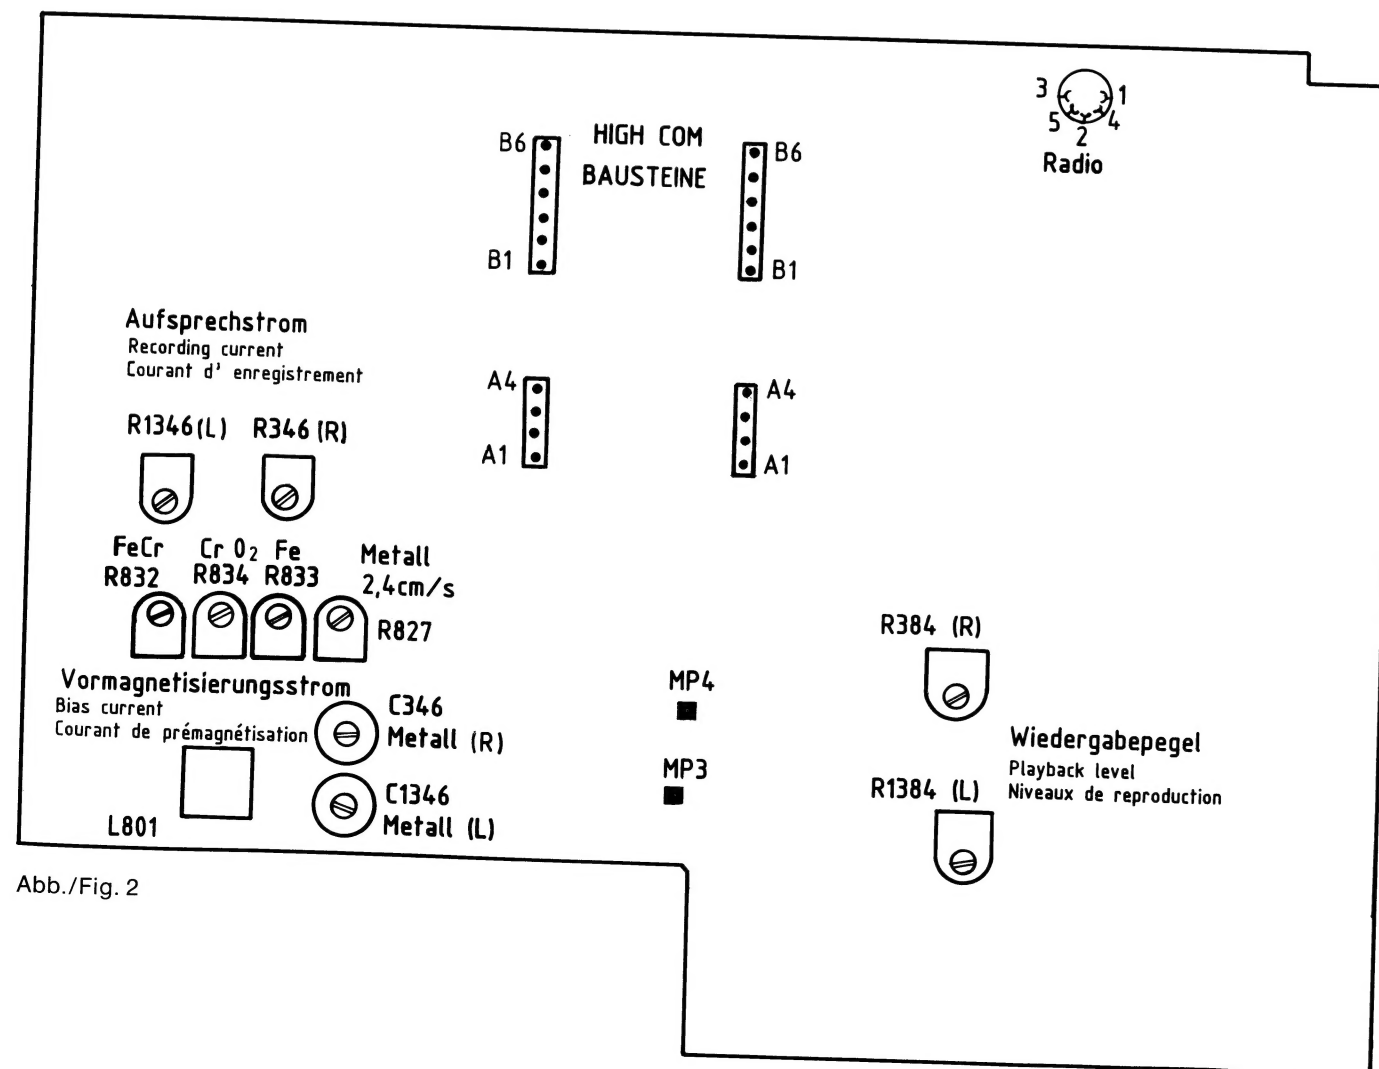 3 1
5 4
2
Radio
HIGH COM
BAUSTEINE
B6
B1
B6
B1
A4
A1
A4
A1
Aufsprechstrom
Recording current
Courant d' enregistrement
R1346(L) R346(R)
FeCr Cr O₂ Fe Metall
R832 R834 R833 2,4cm/s
R827
Vormagnetisierungsstrom
Bias current
Courant de prémagnétisation
C346
Metall (R)
C1346
Metall (L)
L801
MP4
MP3
R384 (R)
Wiedergabepegel
Playback level
Niveaux de reproduction
R1384 (L)
Abb./Fig. 2